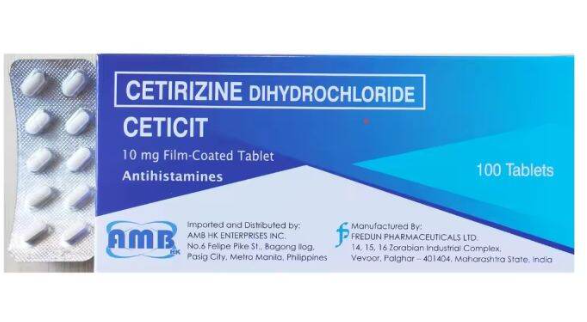 CETIRIZINE DIHYDROCHLORIDE
CETICIT
10 mg Film-Coated Tablet
Antihistamines
100 Tablets
AMB HK
Imported and Distributed by:
AMB HK ENTERPRISES INC.
No.6 Felipe Pike St., Bagong Ilog,
Pasig City, Metro Manila, Philippines
Manufactured By:
FREDUN PHARMACEUTICALS LTD.
14, 15, 16 Zorabian Industrial Complex,
Vevoor, Palghar – 401404, Maharashtra State, India